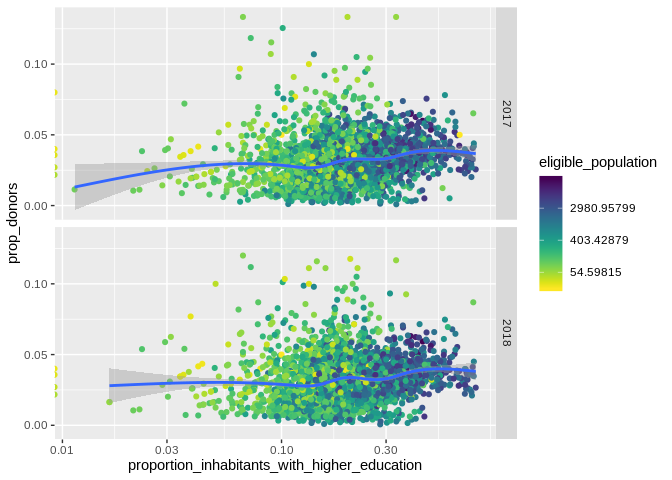 0.10
0.05
0.00
2017
0.10
0.05
0.00
2018
0.01 0.03 0.10 0.30
proportion_inhabitants_with_higher_education
prop_donors
eligible_population
2980.95799
403.42879
54.59815